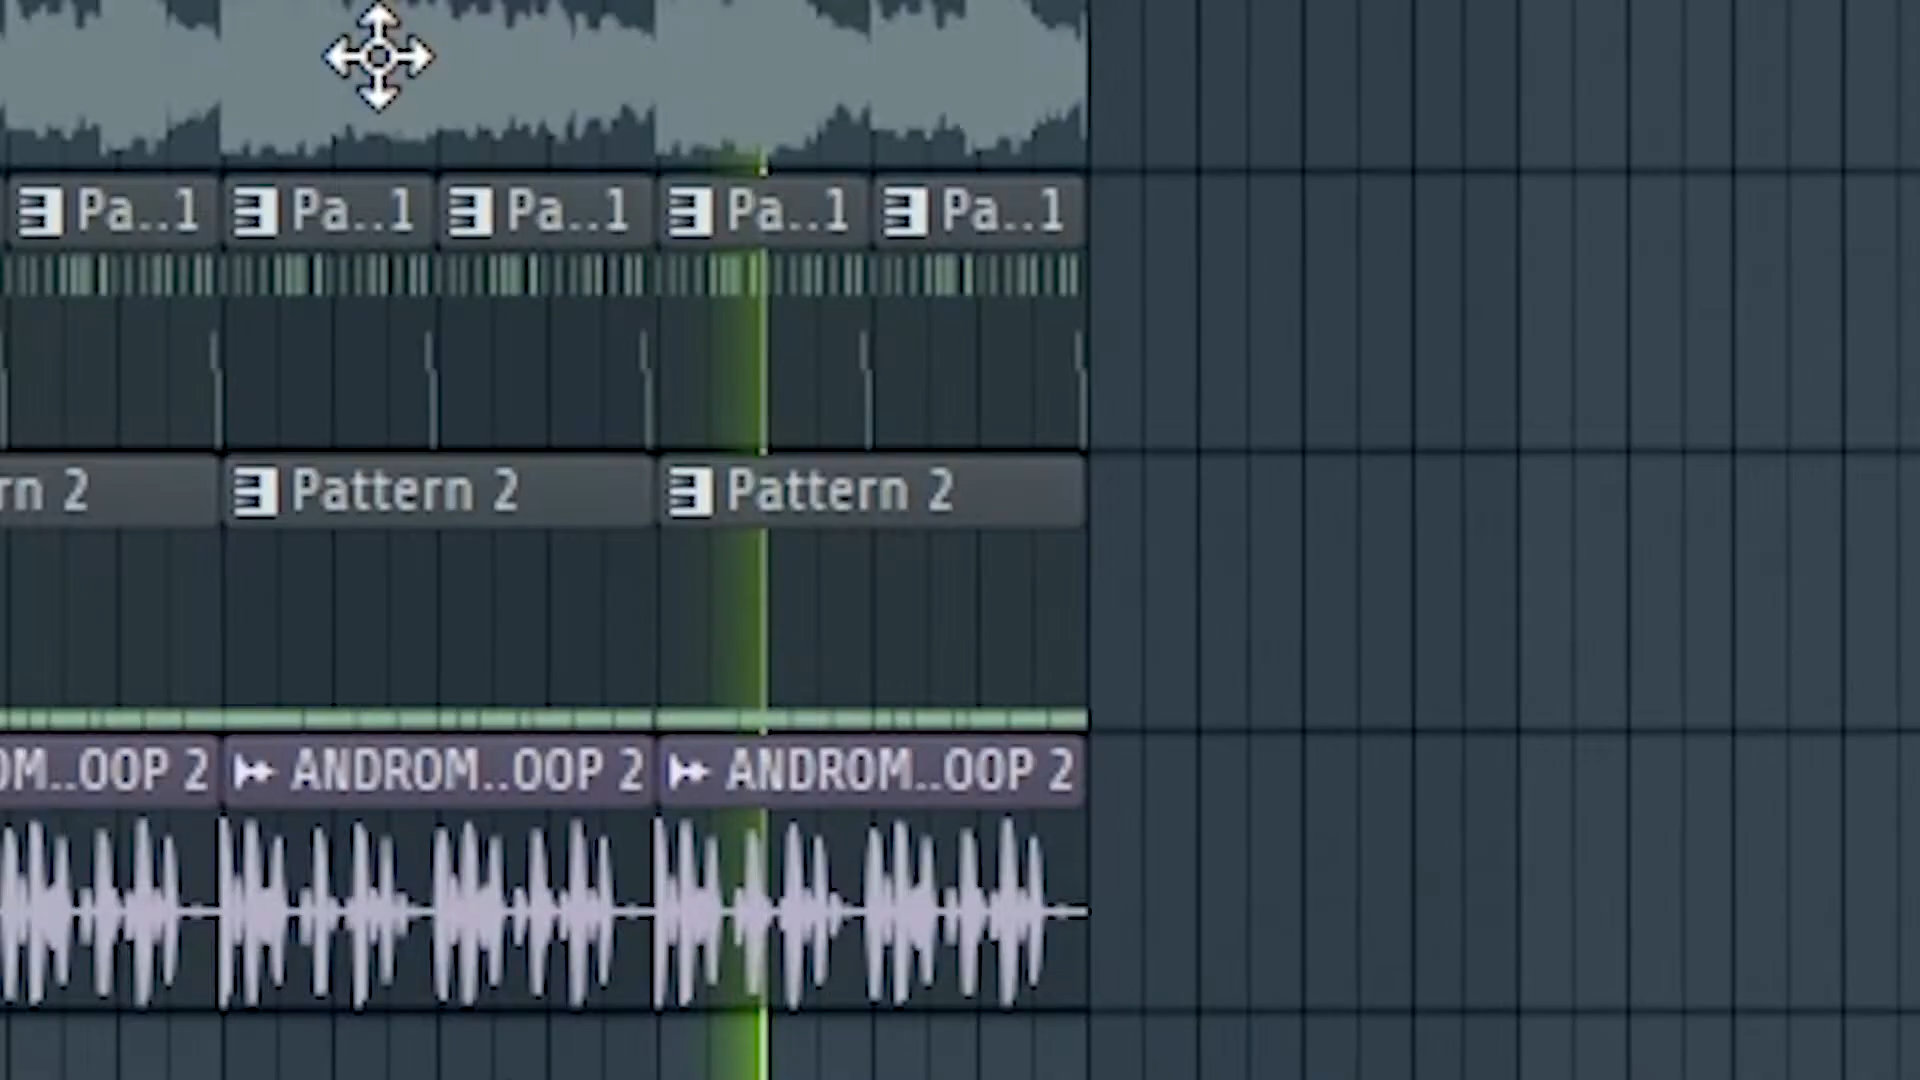 Pa..1 Pa..1 Pa..1 Pa..1 Pa..1
rn 2 Pattern 2 Pattern 2
OM..OOP 2 ANDROM..OOP 2 ANDROM..OOP 2